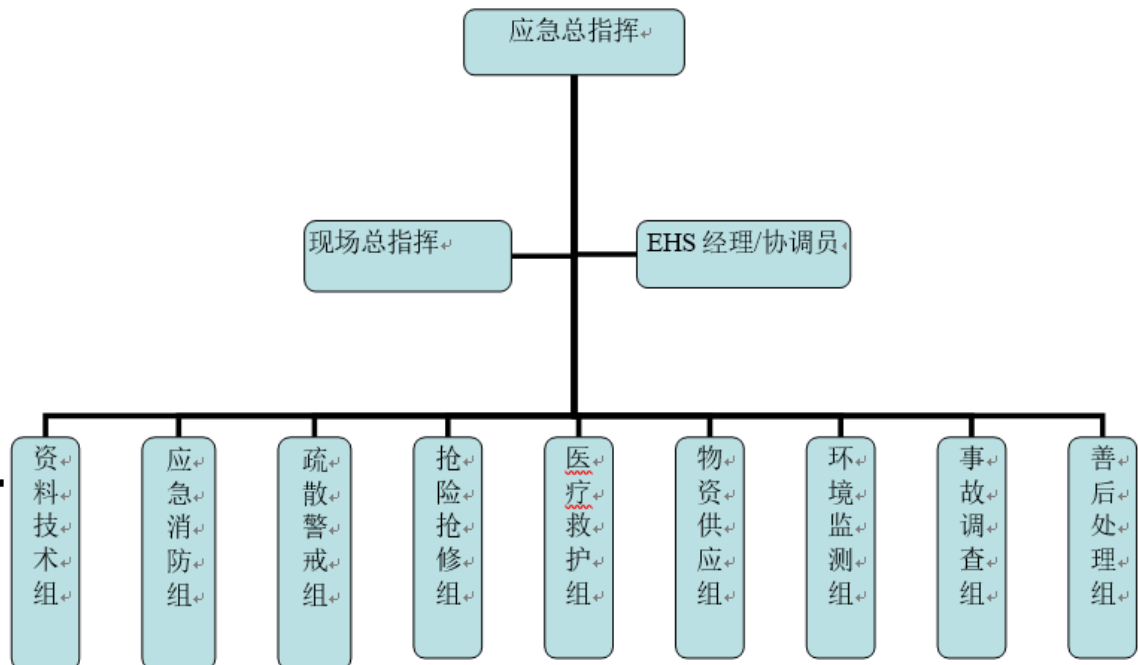 应急总指挥
现场总指挥
EHS 经理/协调员
资料技术组
应急消防组
疏散警戒组
抢险抢修组
医疗救护组
物资供应组
环境监测组
事故调查组
善后处理组